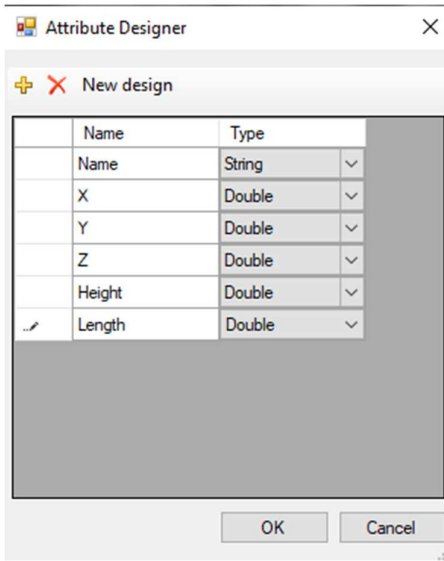 Attribute Designer
New design
Name Type
Name String
X Double
Y Double
Z Double
Height Double
Length Double
OK Cancel